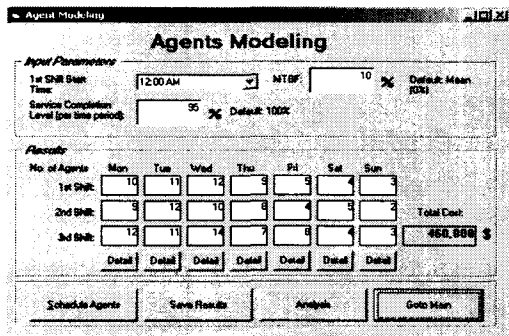 Agent Modeling
Agents Modeling
Input Parameters
1st Shift Start Time: 12:00 AM NTBF: 10 % Default: Mean (0%)
Service Completion Level (per time period): 95 % Default: 100%
Results
No. of Agents Mon Tue Wed Thu Fri Sat Sun
1st Shift: 10 11 12 9 5 4 3
2nd Shift: 9 12 10 8 4 5 2 Total Cost:
3rd Shift: 12 11 14 7 8 4 3 460,800 $
Detail Detail Detail Detail Detail Detail Detail
Schedule Agents Save Results Analysis Goto Main